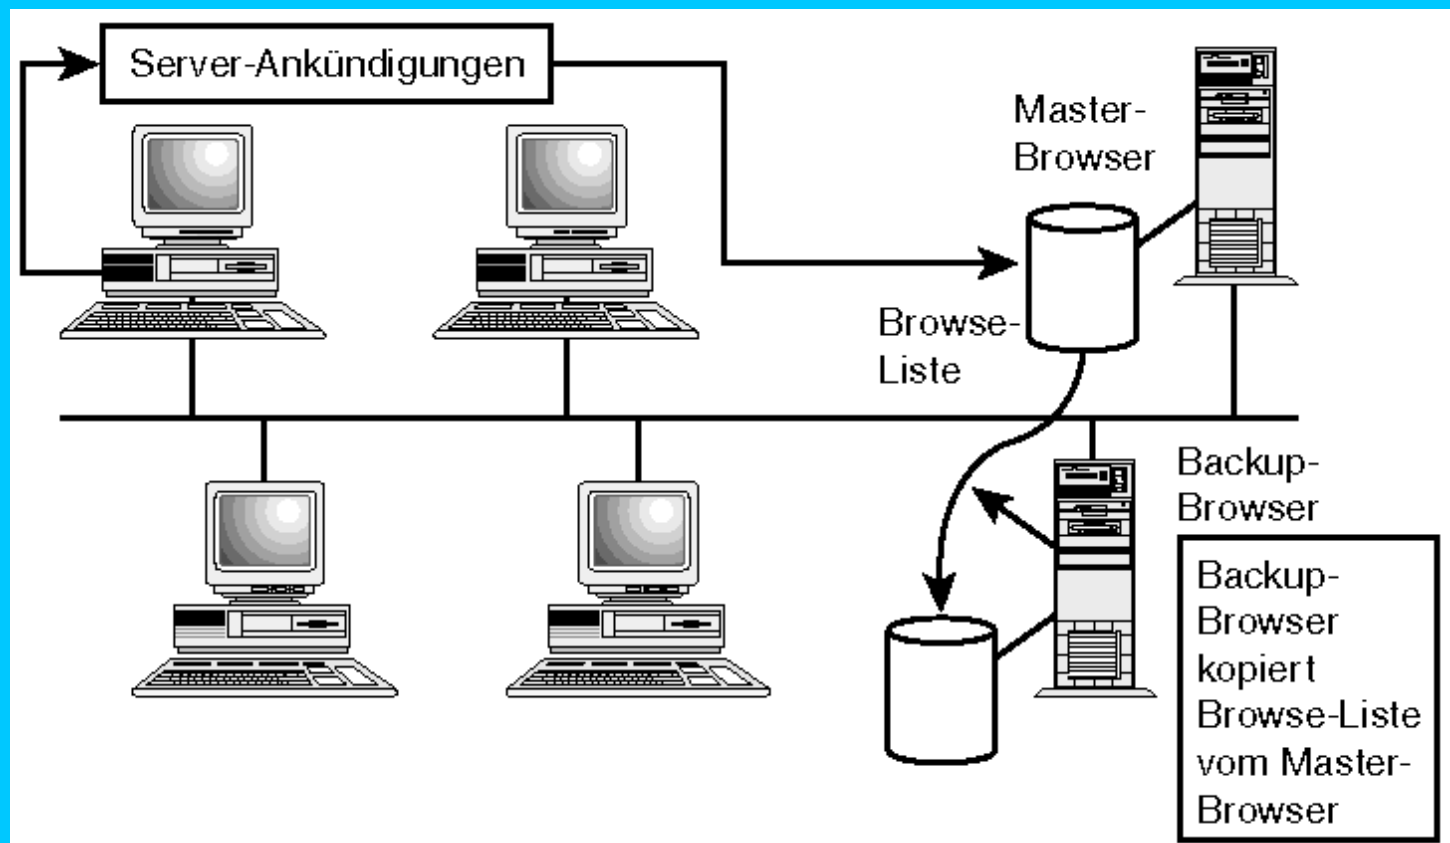 Server-Ankündigungen
Master-
Browser
Browse-
Liste
Backup-
Browser
Backup-
Browser
kopiert
Browse-Liste
vom Master-
Browser